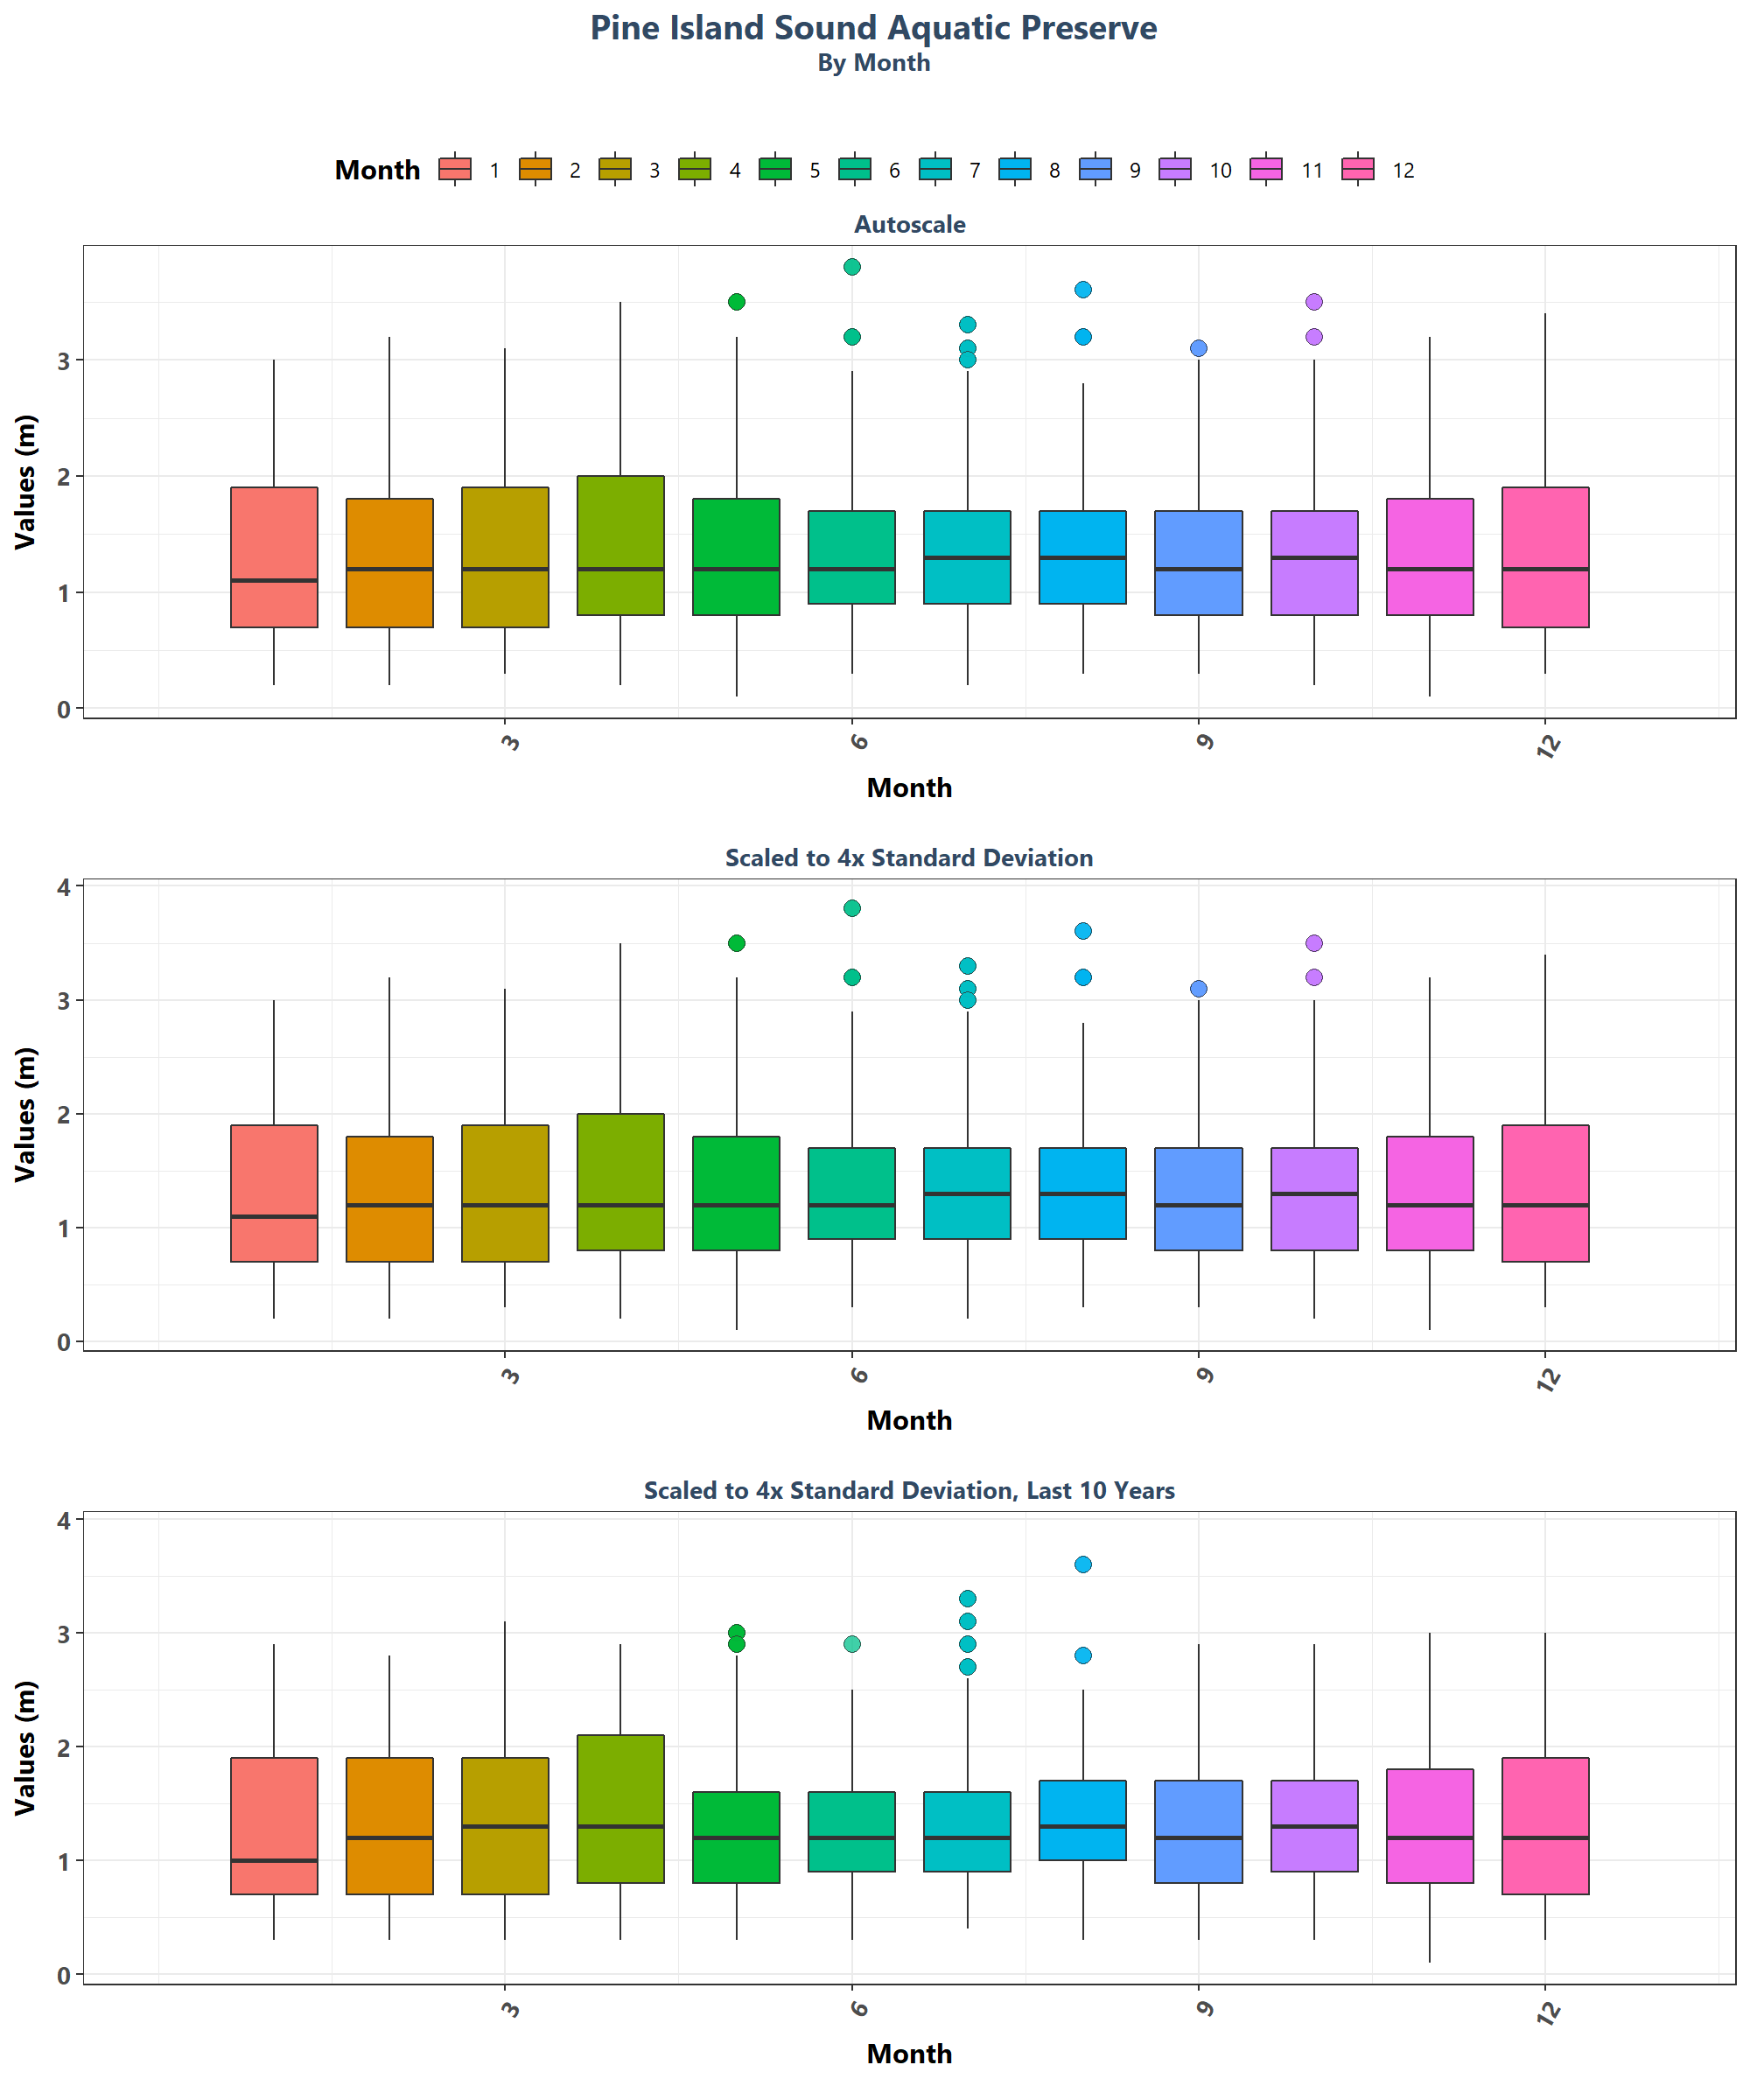 Pine Island Sound Aquatic Preserve
By Month
Month 1 2 3 4 5 6 7 8 9 10 11 12
Autoscale
Values (m)
3
2
1
0
3 6 9 12
Month
Scaled to 4x Standard Deviation
Values (m)
4
3
2
1
0
3 6 9 12
Month
Scaled to 4x Standard Deviation, Last 10 Years
Values (m)
4
3
2
1
0
3 6 9 12
Month